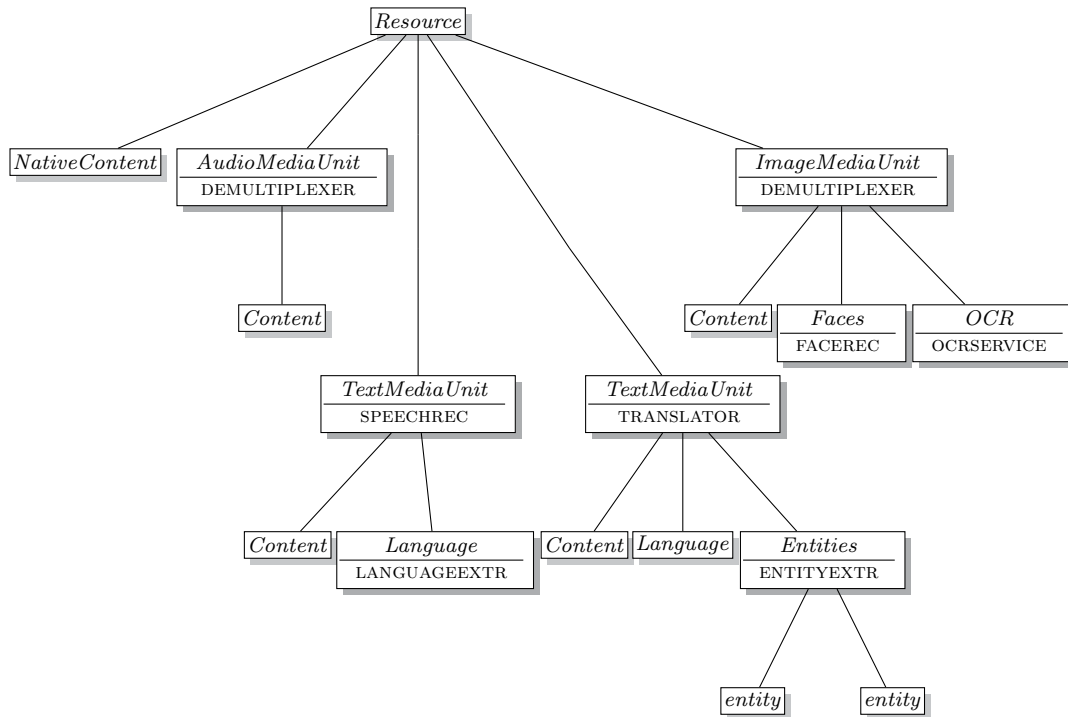 Resource
NativeContent
AudioMediaUnit
DEMULTIPLEXER
ImageMediaUnit
DEMULTIPLEXER
Content
Content
Faces
FACEREC
OCR
OCRSERVICE
TextMediaUnit
SPEECHREC
TextMediaUnit
TRANSLATOR
Content
Language
LANGUAGEEXTR
Content
Language
Entities
ENTITYEXTR
entity
entity